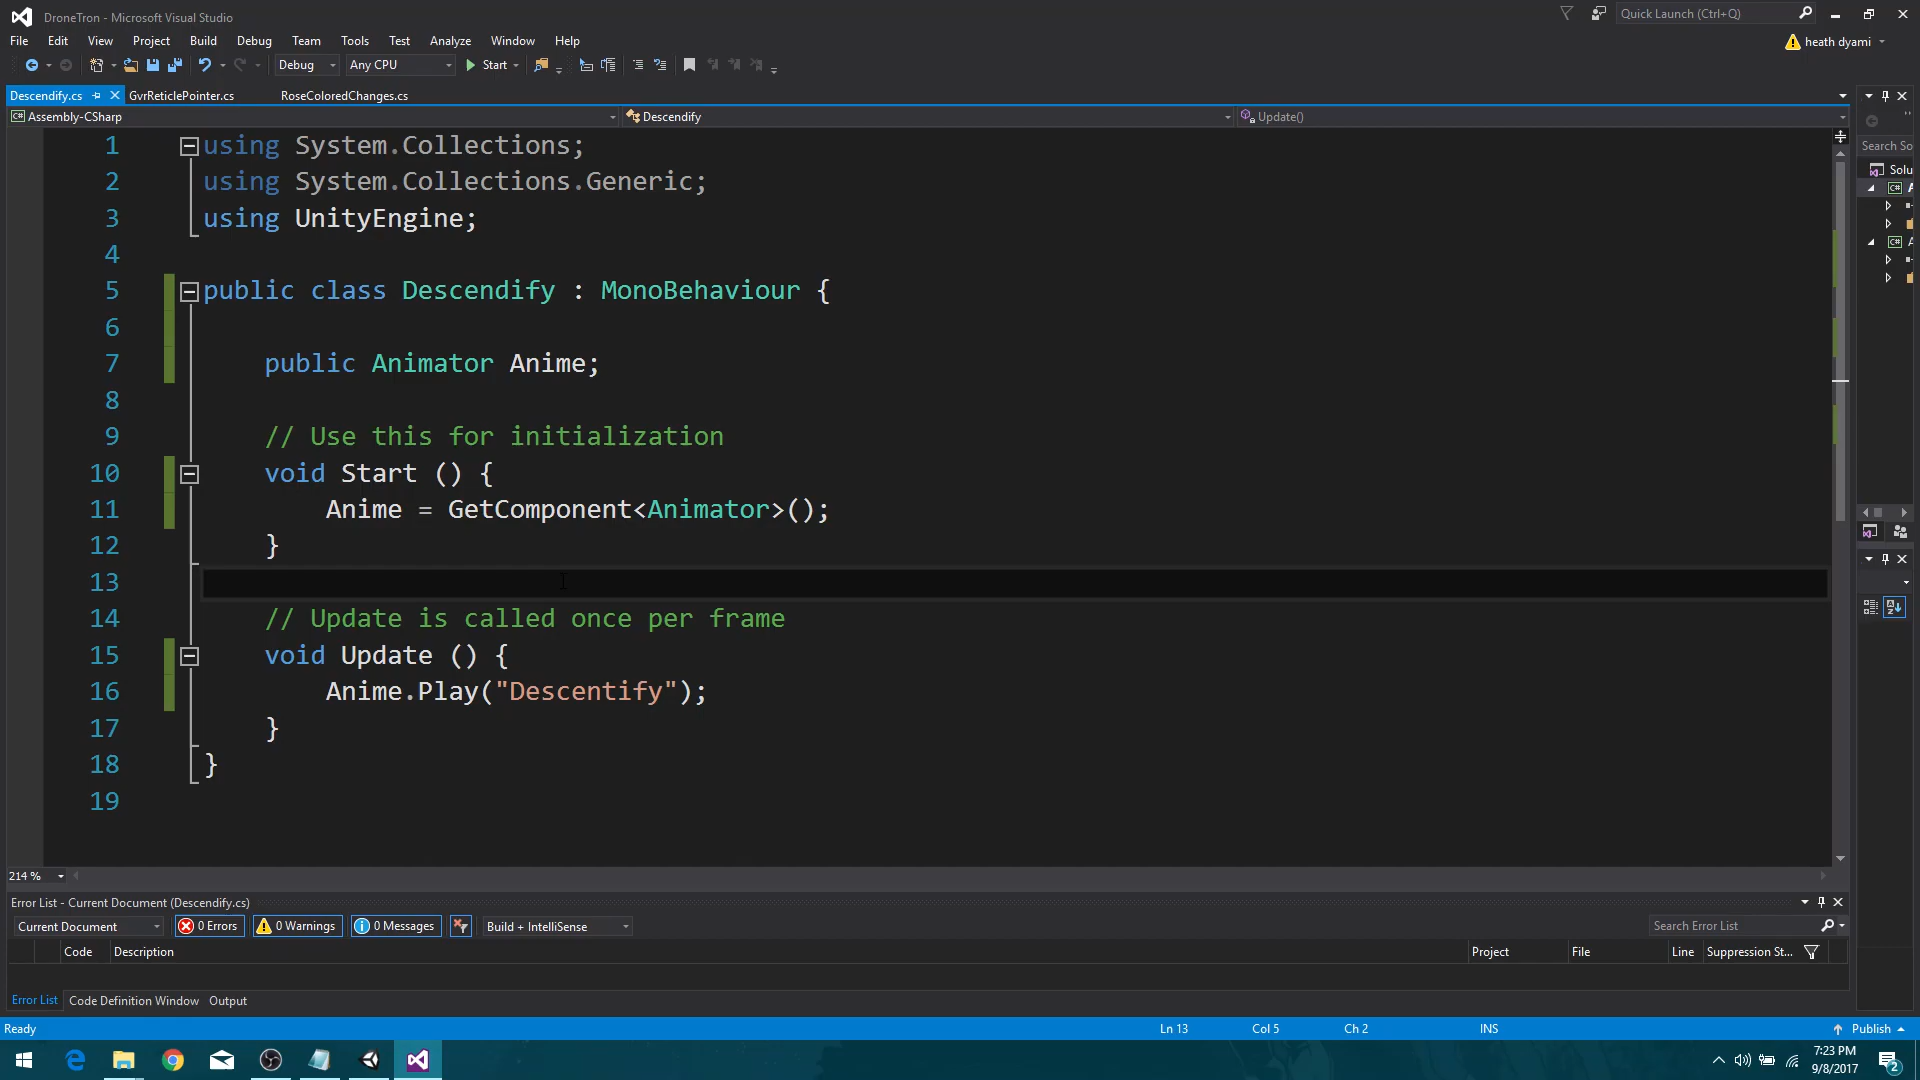 DroneTron - Microsoft Visual Studio
Quick Launch (Ctrl+Q)
File Edit View Project Build Debug Team Tools Test Analyze Window Help
heath dyami
Debug Any CPU Start
Descendify.cs GvrReticlePointer.cs RoseColoredChanges.cs
Assembly-CSharp Descendify Update()
1 using System.Collections;
2 using System.Collections.Generic;
3 using UnityEngine;
4
5 public class Descendify : MonoBehaviour {
6
7 public Animator Anime;
8
9 // Use this for initialization
10 void Start () {
11 Anime = GetComponent<Animator>();
12 }
13
14 // Update is called once per frame
15 void Update () {
16 Anime.Play("Descentify");
17 }
18 }
19
Search So
Solu
214 %
Error List - Current Document (Descendify.cs)
Current Document 0 Errors 0 Warnings 0 Messages Build + IntelliSense
Search Error List
Code Description Project File Line Suppression St...
Error List Code Definition Window Output
Ready Ln 13 Col 5 Ch 2 INS Publish
7:23 PM
9/8/2017
2